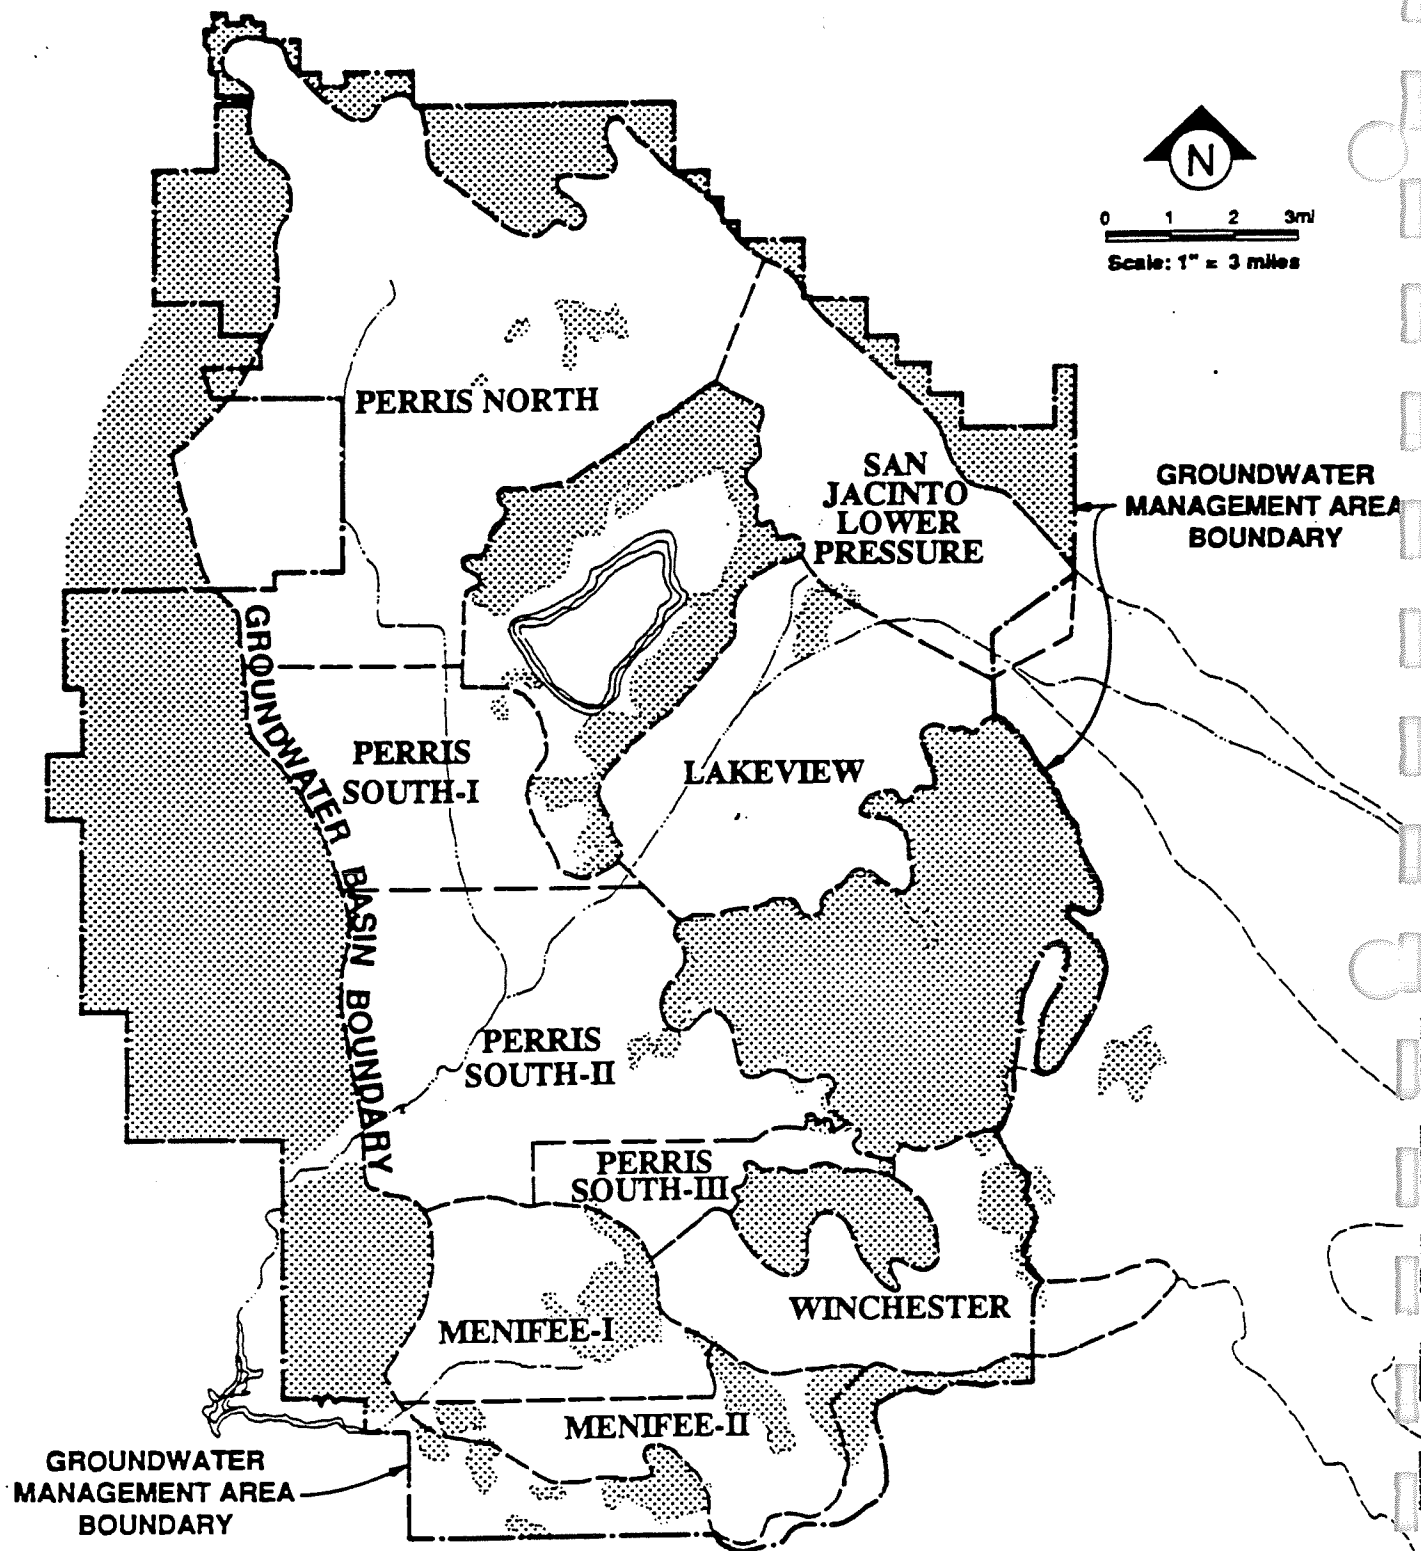 N
0 1 2 3mi
Scale: 1" = 3 miles
PERRIS NORTH
SAN
JACINTO
LOWER
PRESSURE
GROUNDWATER
MANAGEMENT AREA
BOUNDARY
GROUNDWATER BASIN BOUNDARY
PERRIS
SOUTH-I
LAKEVIEW
PERRIS
SOUTH-II
PERRIS
SOUTH-III
WINCHESTER
MENIFEE-I
MENIFEE-II
GROUNDWATER
MANAGEMENT AREA
BOUNDARY